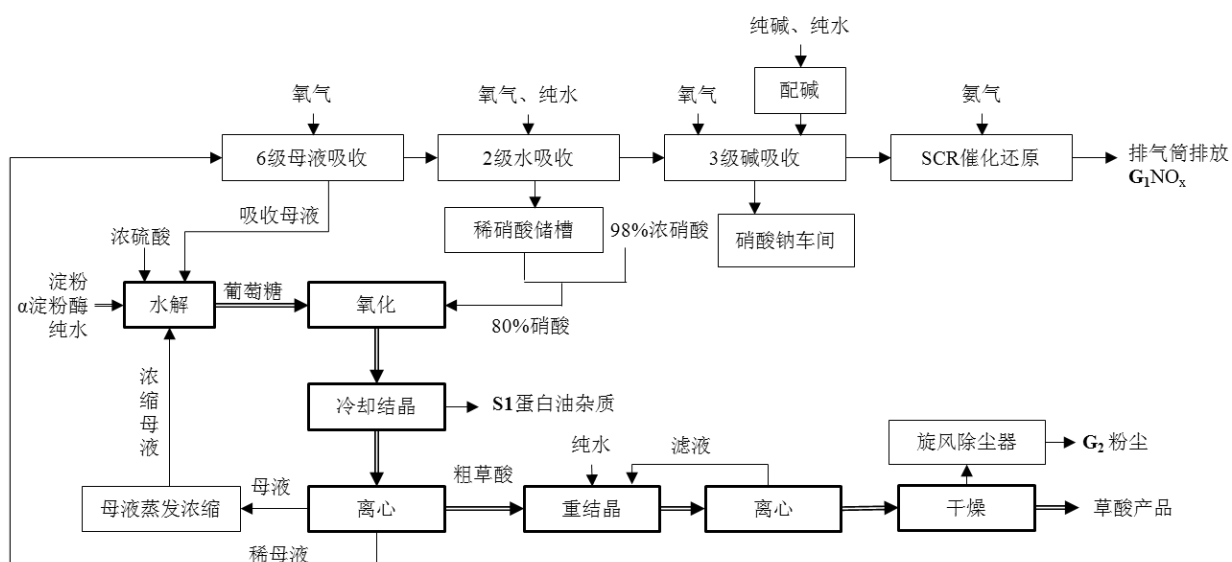 纯碱、纯水
氧气
氧气、纯水
氧气
配碱
氨气
6级母液吸收
2级水吸收
3级碱吸收
SCR催化还原
排气筒排放
G₁NOₓ
吸收母液
稀硝酸储槽
98%浓硝酸
硝酸钠车间
浓硫酸
淀粉
α淀粉酶
纯水
水解
葡萄糖
氧化
80%硝酸
浓缩母液
冷却结晶
S1蛋白油杂质
纯水
滤液
旋风除尘器
G₂ 粉尘
母液蒸发浓缩
母液
离心
粗草酸
重结晶
离心
干燥
草酸产品
稀母液